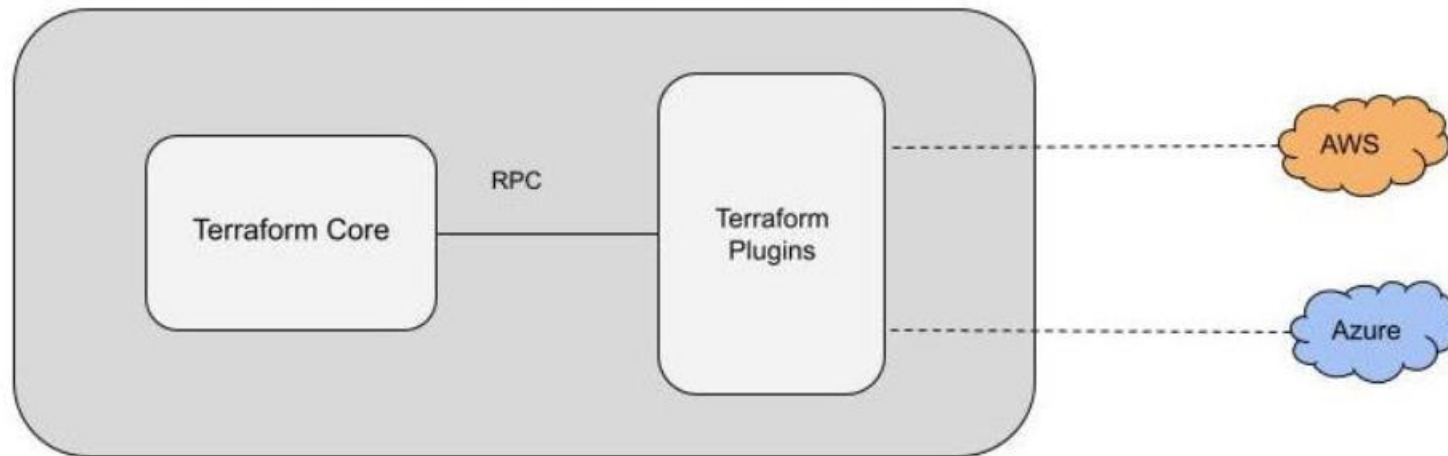 Terraform Core
RPC
Terraform
Plugins
AWS
Azure